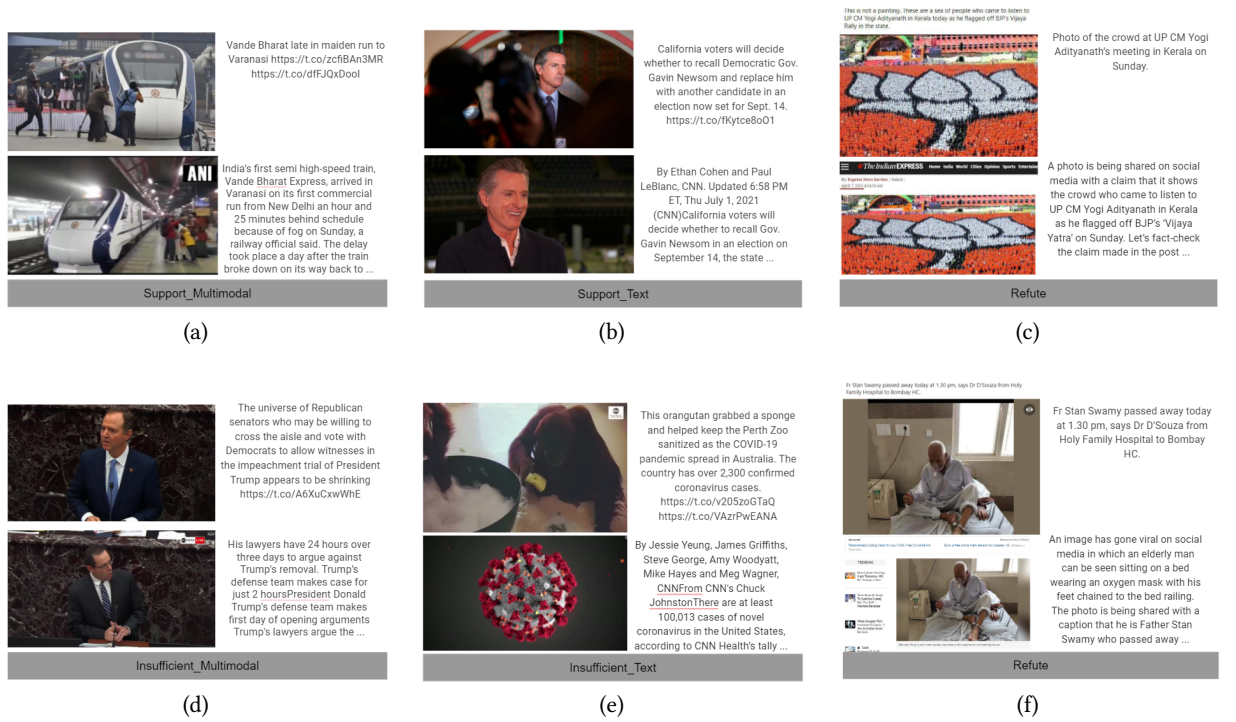 Vande Bharat late in maiden run to
Varanasi https://t.co/zcfiBAn3MR
https://t.co/dfFJQxDooI
ANI
India's first semi high-speed train,
Vande Bharat Express, arrived in
Varanasi on its first commercial
run from New Delhi an hour and
25 minutes behind schedule
because of fog on Sunday, a
railway official said. The delay
took place a day after the train
broke down on its way back to ...
Support_Multimodal
(a)
California voters will decide
whether to recall Democratic Gov.
Gavin Newsom and replace him
with another candidate in an
election now set for Sept. 14.
https://t.co/fKytce8oO1
By Ethan Cohen and Paul
LeBlanc, CNN. Updated 6:58 PM
ET, Thu July 1, 2021
(CNN)California voters will
decide whether to recall Gov.
Gavin Newsom in an election on
September 14, the state ...
Support_Text
(b)
This is not a painting. These are a sea of people who came to listen to
UP CM Yogi Adityanath in Kerala today as he flagged off BJP's Vijaya
Rally in the state.
Photo of the crowd at UP CM Yogi
Adityanath's meeting in Kerala on
Sunday.
The Indian EXPRESS Home India World Cities Opinion Sports Entertain
A photo is being shared on social
media with a claim that it shows
the crowd who came to listen to
UP CM Yogi Adityanath in Kerala
as he flagged off BJP's 'Vijaya
Yatra' on Sunday. Let's fact-check
the claim made in the post ...
Refute
(c)
The universe of Republican
senators who may be willing to
cross the aisle and vote with
Democrats to allow witnesses in
the impeachment trial of President
Trump appears to be shrinking
https://t.co/A6XuCxwWhE
His lawyers have 24 hours over
three days to argue against
Trump's removal. Trump's
defense team makes case for
just 2 hoursPresident Donald
Trump's defense team makes
first day of opening arguments
Trump's lawyers argue the ...
Insufficient_Multimodal
(d)
This orangutan grabbed a sponge
and helped keep the Perth Zoo
sanitized as the COVID-19
pandemic spread in Australia. The
country has over 2,300 confirmed
coronavirus cases.
https://t.co/v205zoGTaQ
https://t.co/VAzrPwEANA
By Jessie Yeung, James Griffiths,
Steve George, Amy Woodyatt,
Mike Hayes and Meg Wagner,
CNNFrom CNN's Chuck
JohnstonThere are at least
100,013 cases of novel
coronavirus in the United States,
according to CNN Health's tally ...
Insufficient_Text
(e)
Fr Stan Swamy passed away today at 1.30 pm, says Dr D'Souza from Holy
Family Hospital to Bombay HC.
Fr Stan Swamy passed away today
at 1.30 pm, says Dr D'Souza from
Holy Family Hospital to Bombay
HC.
TRENDING
An image has gone viral on social
media in which an elderly man
can be seen sitting on a bed
wearing an oxygen mask with his
feet chained to the bed railing.
The photo is being shared with a
caption that he is Father Stan
Swamy who passed away ...
Refute
(f)